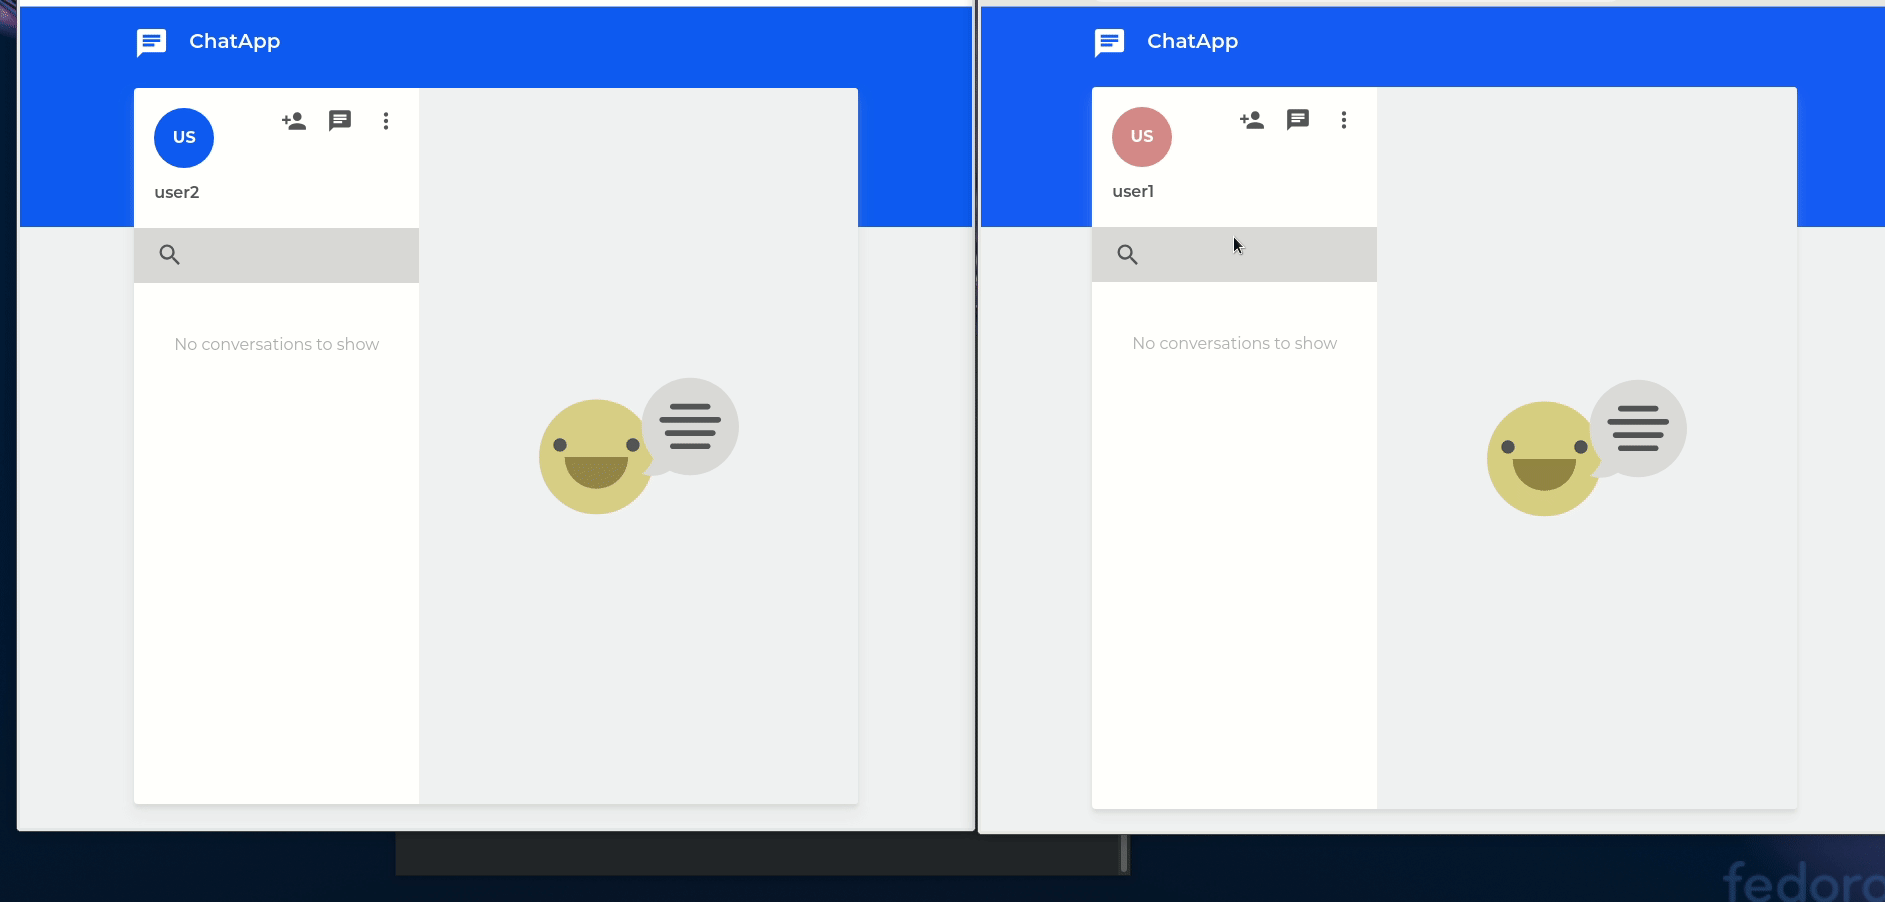 ChatApp
US
user2
No conversations to show
ChatApp
US
user1
No conversations to show
fedora